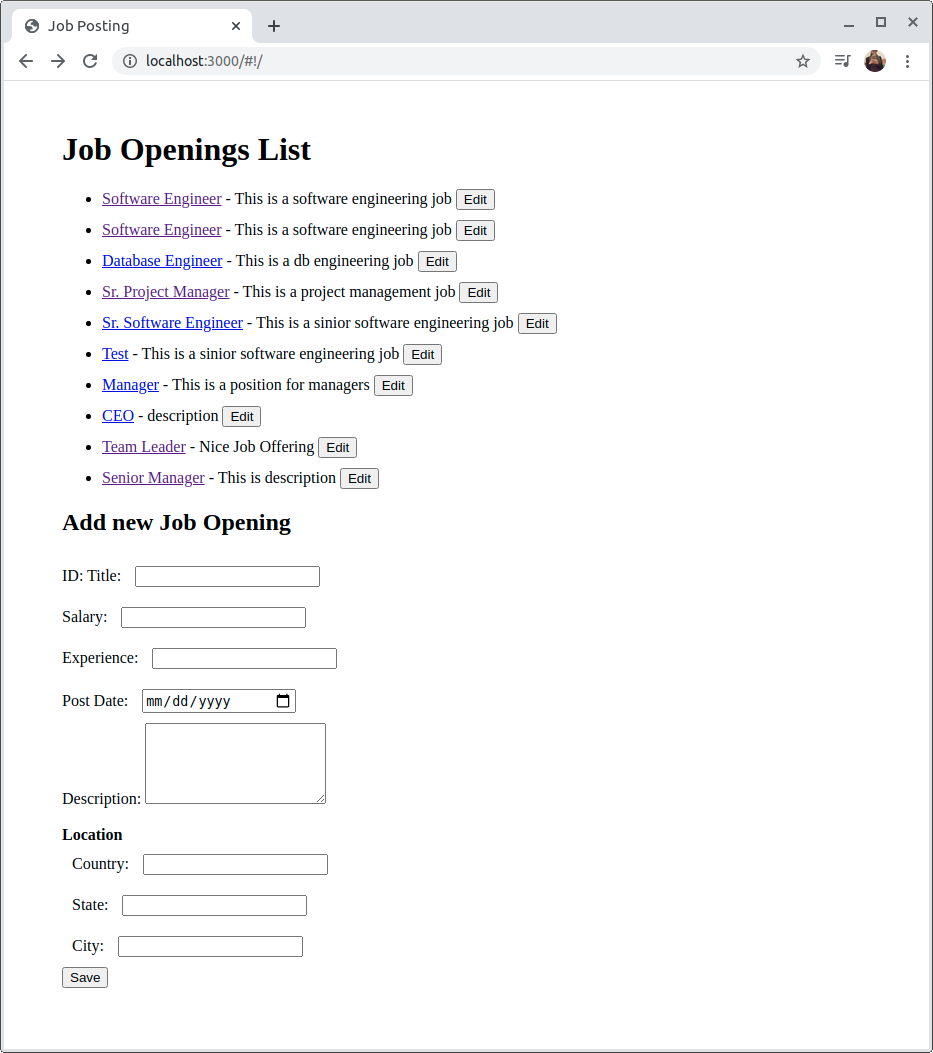 Job Posting
localhost:3000/#!/
Job Openings List
Software Engineer - This is a software engineering job Edit
Software Engineer - This is a software engineering job Edit
Database Engineer - This is a db engineering job Edit
Sr. Project Manager - This is a project management job Edit
Sr. Software Engineer - This is a sinior software engineering job Edit
Test - This is a sinior software engineering job Edit
Manager - This is a position for managers Edit
CEO - description Edit
Team Leader - Nice Job Offering Edit
Senior Manager - This is description Edit
Add new Job Opening
ID: Title:
Salary:
Experience:
Post Date: mm/dd/yyyy
Description:
Location
Country:
State:
City:
Save